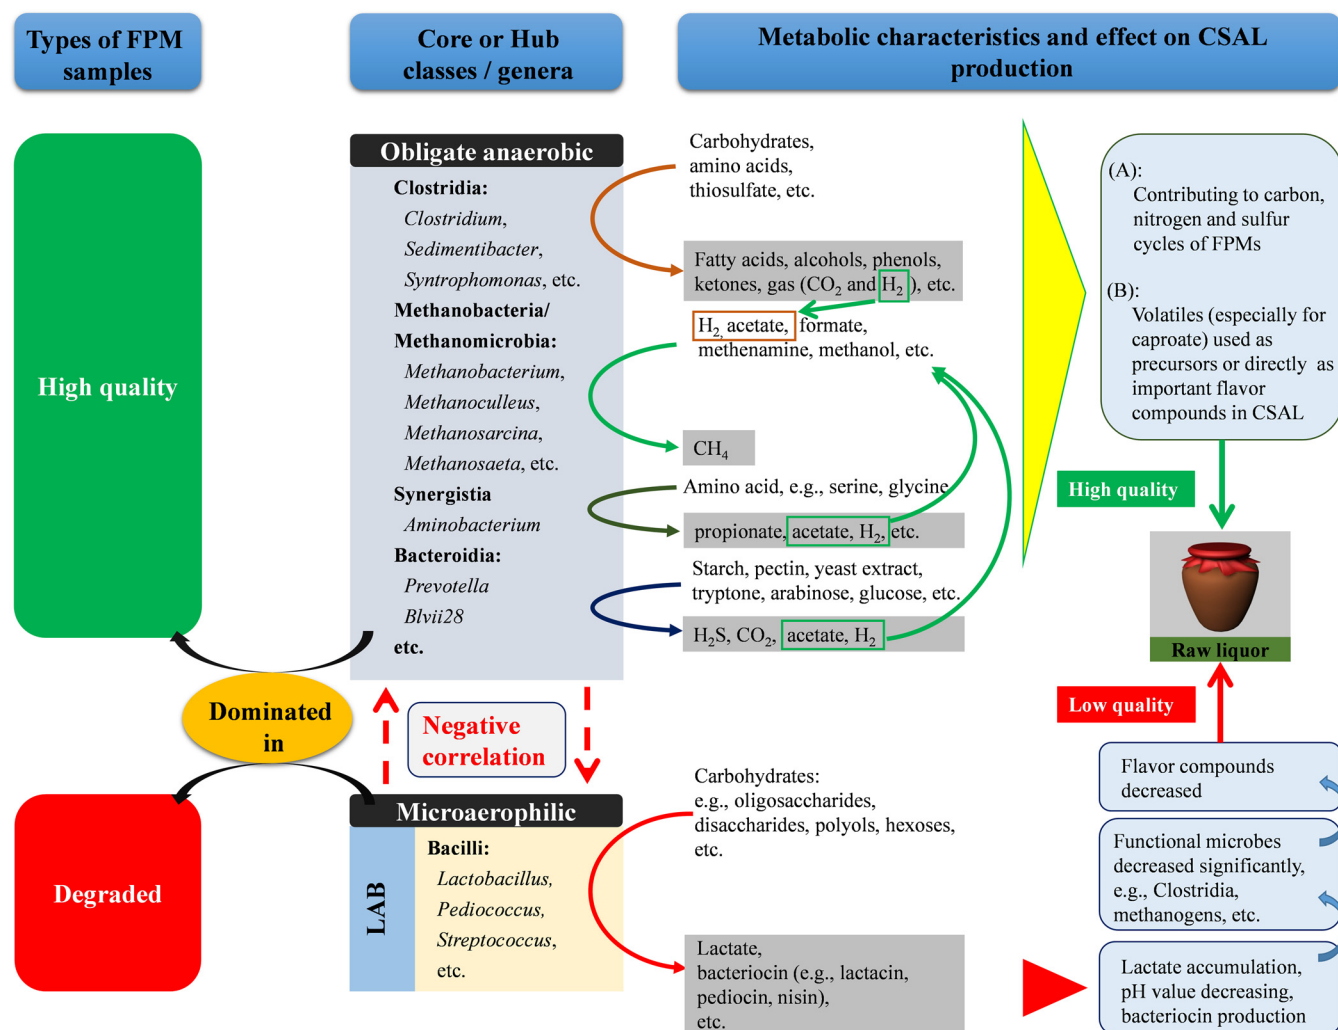 Types of FPM
samples
Core or Hub
classes / genera
Metabolic characteristics and effect on CSAL
production
High quality
Obligate anaerobic
Clostridia:
Clostridium,
Sedimentibacter,
Syntrophomonas, etc.
Methanobacteria/
Methanomicrobia:
Methanobacterium,
Methanoculleus,
Methanosarcina,
Methanosaeta, etc.
Synergistia
Aminobacterium
Bacteroidia:
Prevotella
Blvii28
etc.
Carbohydrates,
amino acids,
thiosulfate, etc.
Fatty acids, alcohols, phenols,
ketones, gas (CO₂ and H₂ ), etc.
H₂, acetate, formate,
methenamine, methanol, etc.
CH₄
Amino acid, e.g., serine, glycine
propionate, acetate, H₂, etc.
Starch, pectin, yeast extract,
tryptone, arabinose, glucose, etc.
H₂S, CO₂, acetate, H₂
(A):
Contributing to carbon,
nitrogen and sulfur
cycles of FPMs
(B):
Volatiles (especially for
caproate) used as
precursors or directly as
important flavor
compounds in CSAL
High quality
Raw liquor
Low quality
Dominated
in
Negative
correlation
Degraded
Microaerophilic
LAB
Bacilli:
Lactobacillus,
Pediococcus,
Streptococcus,
etc.
Carbohydrates:
e.g., oligosaccharides,
disaccharides, polyols, hexoses,
etc.
Lactate,
bacteriocin (e.g., lactacin,
pediocin, nisin),
etc.
Flavor compounds
decreased
Functional microbes
decreased significantly,
e.g., Clostridia,
methanogens, etc.
Lactate accumulation,
pH value decreasing,
bacteriocin production